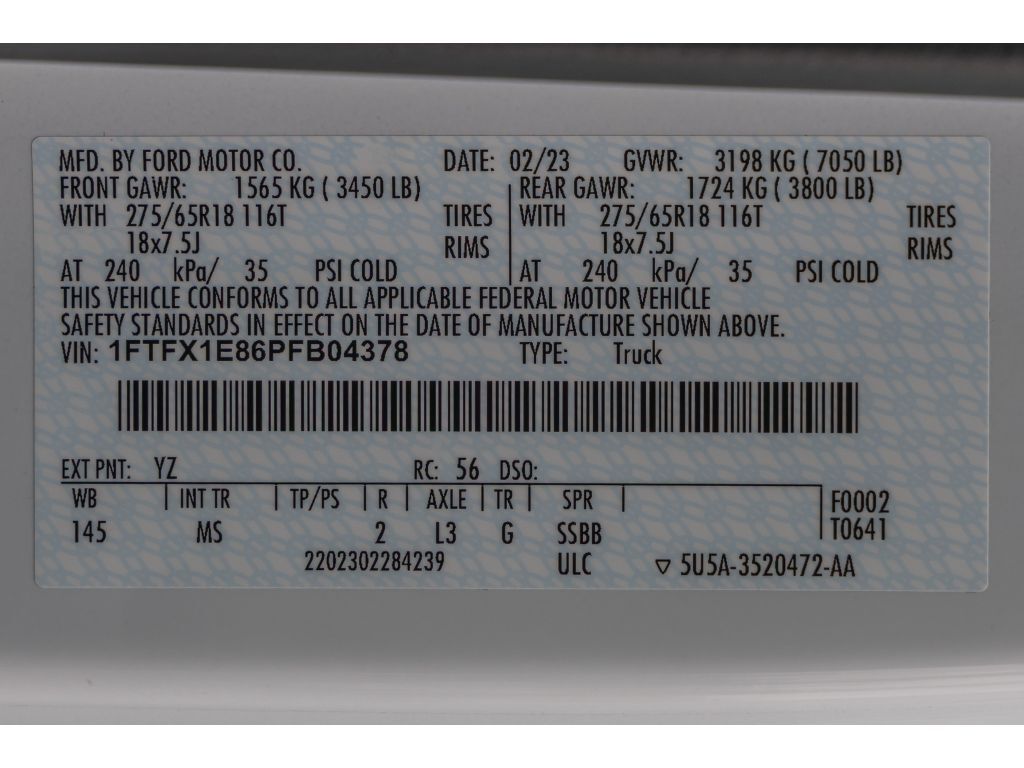 MFD. BY FORD MOTOR CO. DATE: 02/23 GVWR: 3198 KG ( 7050 LB)
FRONT GAWR: 1565 KG ( 3450 LB) REAR GAWR: 1724 KG ( 3800 LB)
WITH 275/65R18 116T TIRES WITH 275/65R18 116T TIRES
18x7.5J RIMS 18x7.5J RIMS
AT 240 kPa/ 35 PSI COLD AT 240 kPa/ 35 PSI COLD
THIS VEHICLE CONFORMS TO ALL APPLICABLE FEDERAL MOTOR VEHICLE
SAFETY STANDARDS IN EFFECT ON THE DATE OF MANUFACTURE SHOWN ABOVE.
VIN: 1FTFX1E86PFB04378 TYPE: Truck
EXT PNT: YZ RC: 56 DSO:
WB INT TR TP/PS R AXLE TR SPR F0002
145 MS 2 L3 G SSBB T0641
2202302284239 ULC ▽ 5U5A-3520472-AA